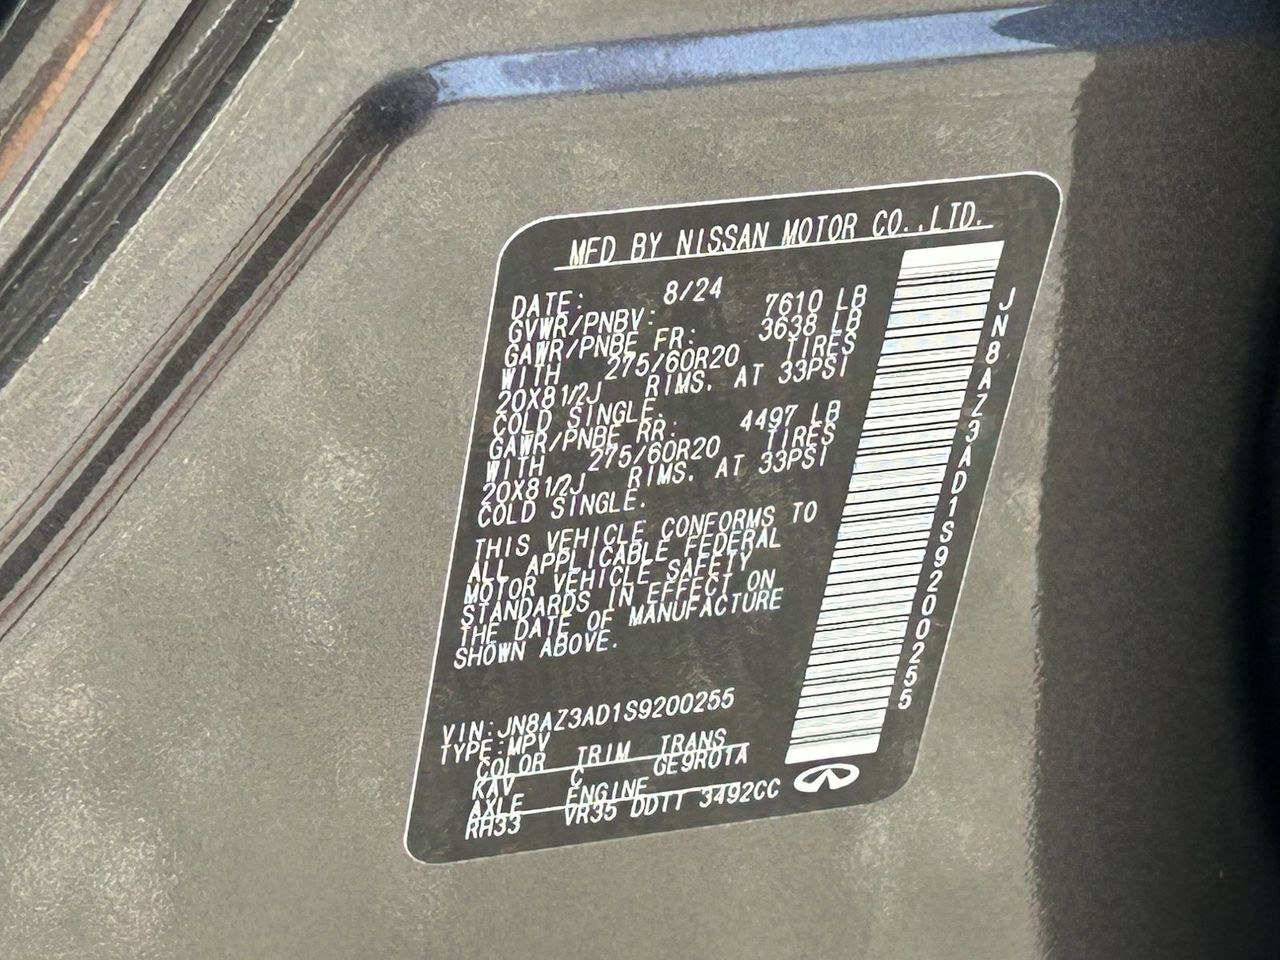 MFD BY NISSAN MOTOR CO.,LTD.
DATE: 8/24
GVWR/PNBV: 7610 LB
GAWR/PNBE FR: 3638 LB
WITH 275/60R20 TIRES
20X8 1/2J RIMS. AT 33PSI
COLD SINGLE.
GAWR/PNBE RR: 4497 LB
WITH 275/60R20 TIRES
20X8 1/2J RIMS. AT 33PSI
COLD SINGLE.
THIS VEHICLE CONFORMS TO
ALL APPLICABLE FEDERAL
MOTOR VEHICLE SAFETY
STANDARDS IN EFFECT ON
THE DATE OF MANUFACTURE
SHOWN ABOVE.
VIN:JN8AZ3AD1S9200255
TYPE:MPV
COLOR TRIM TRANS
KAV C GE9R01A
AXLE ENGINE
RH33 VR35 DDTT 3492CC
JN8AZ3AD1S9200255